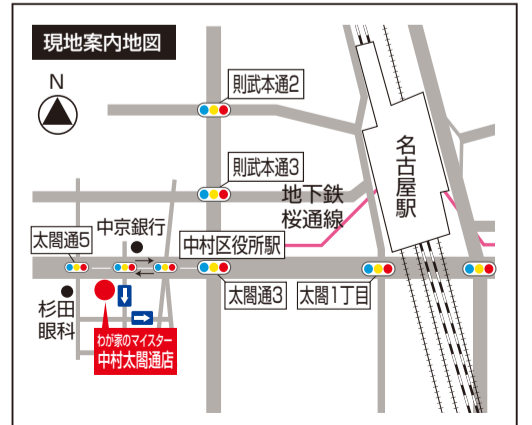 現地案内地図
N
則武本通2
則武本通3
名古屋駅
地下鉄
桜通線
中京銀行
太閤通5
中村区役所駅
太閤通3
太閤1丁目
杉田
眼科
わが家のマイスター
中村太閤通店